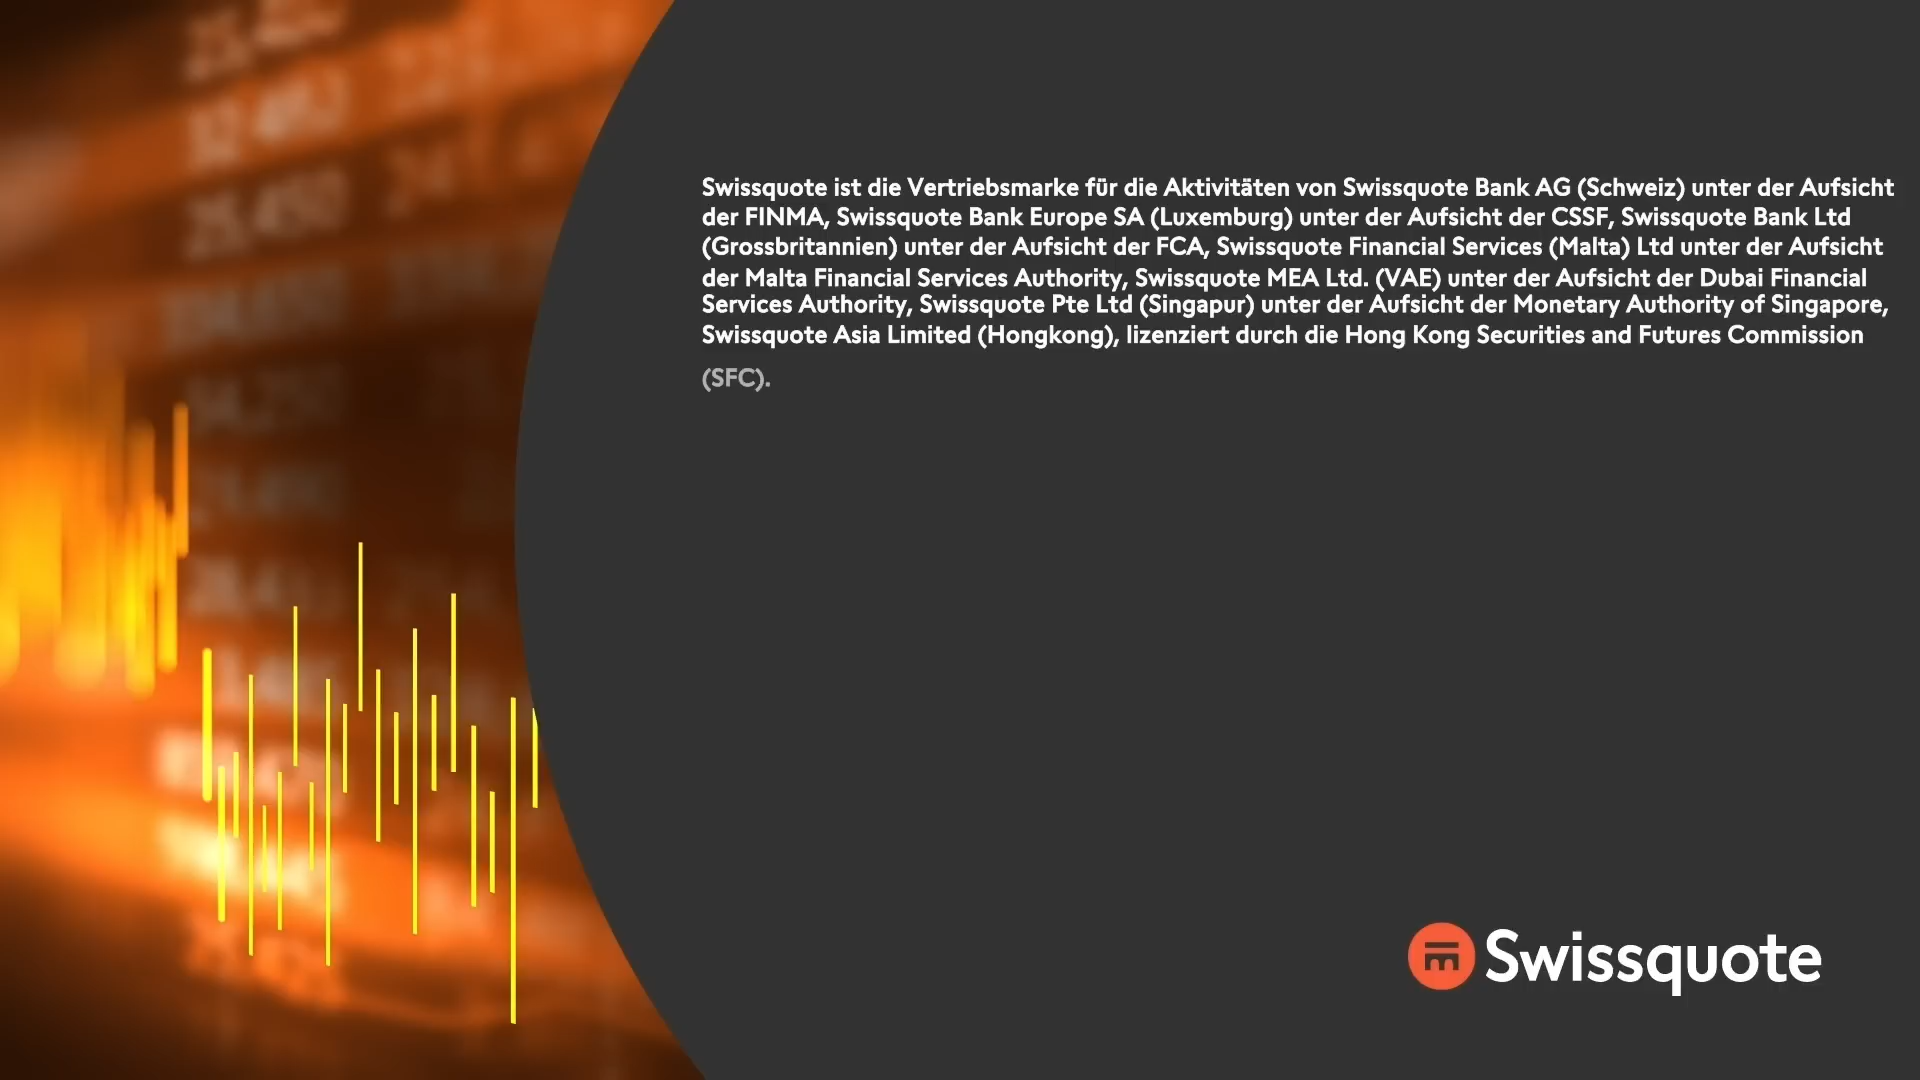 Swissquote ist die Vertriebsmarke für die Aktivitäten von Swissquote Bank AG (Schweiz) unter der Aufsicht
der FINMA, Swissquote Bank Europe SA (Luxemburg) unter der Aufsicht der CSSF, Swissquote Bank Ltd
(Grossbritannien) unter der Aufsicht der FCA, Swissquote Financial Services (Malta) Ltd unter der Aufsicht
der Malta Financial Services Authority, Swissquote MEA Ltd. (VAE) unter der Aufsicht der Dubai Financial
Services Authority, Swissquote Pte Ltd (Singapur) unter der Aufsicht der Monetary Authority of Singapore,
Swissquote Asia Limited (Hongkong), lizenziert durch die Hong Kong Securities and Futures Commission
(SFC).
Swissquote